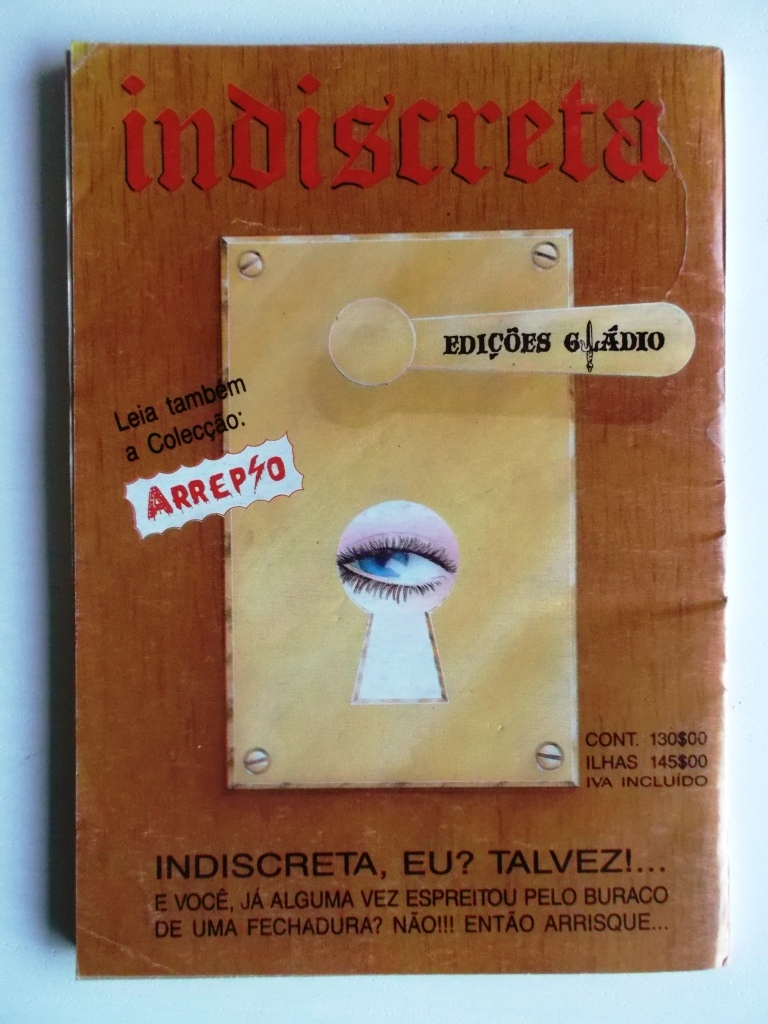 indiscreta
EDIÇÕES GLÁDIO
Leia também
a Colecção:
ARREPIO
CONT. 130$00
ILHAS 145$00
IVA INCLUÍDO
INDISCRETA, EU? TALVEZ!...
E VOCÊ, JÁ ALGUMA VEZ ESPREITOU PELO BURACO
DE UMA FECHADURA? NÃO!!! ENTÃO ARRISQUE...